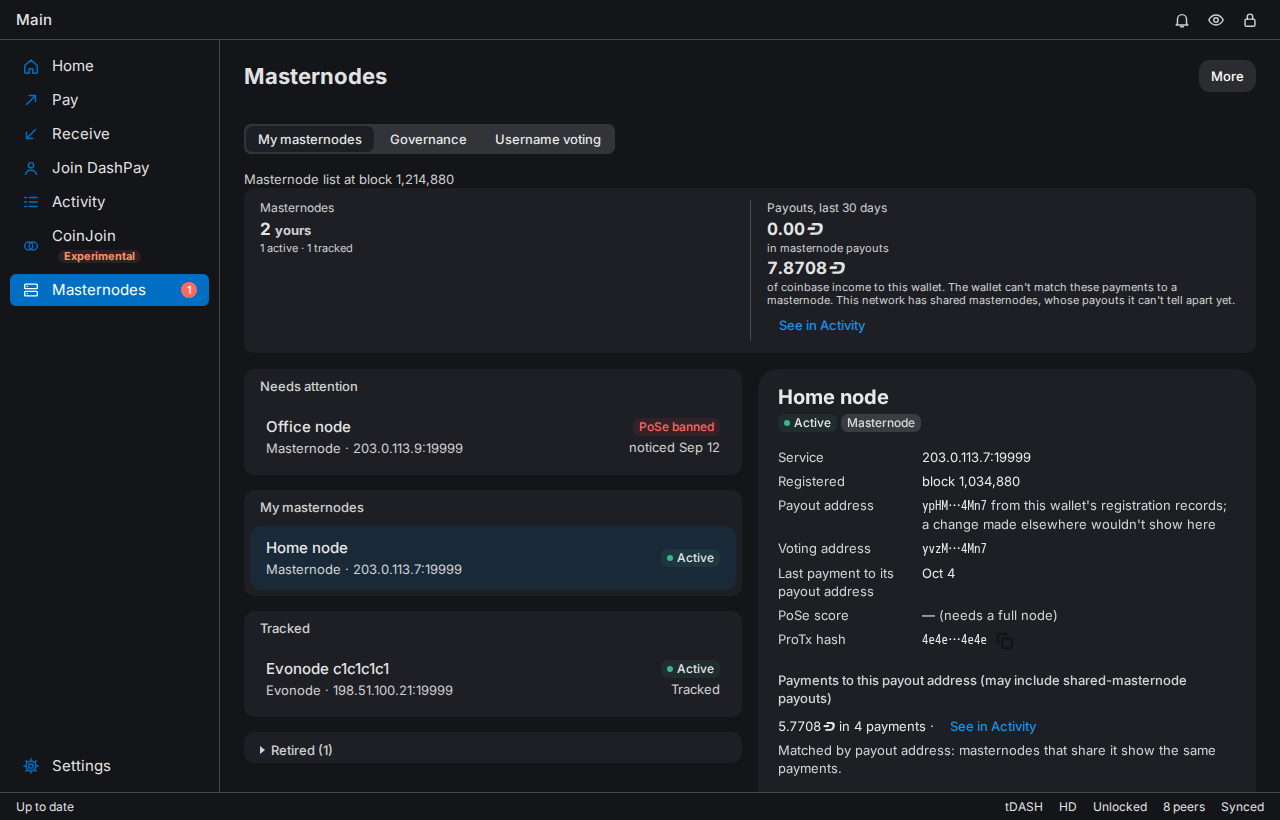 Main
Home
Pay
Receive
Join DashPay
Activity
CoinJoin
Experimental
Masternodes 1
Settings
Masternodes
More
My masternodes Governance Username voting
Masternode list at block 1,214,880
Masternodes
2 yours
1 active · 1 tracked
Payouts, last 30 days
0.00
in masternode payouts
7.8708
of coinbase income to this wallet. The wallet can't match these payments to a
masternode. This network has shared masternodes, whose payouts it can't tell apart yet.
See in Activity
Needs attention
Office node PoSe banned
Masternode · 203.0.113.9:19999 noticed Sep 12
My masternodes
Home node Active
Masternode · 203.0.113.7:19999
Tracked
Evonode c1c1c1c1 Active
Evonode · 198.51.100.21:19999 Tracked
Retired (1)
Home node
Active Masternode
Service 203.0.113.7:19999
Registered block 1,034,880
Payout address ypHM···4Mn7 from this wallet's registration records;
a change made elsewhere wouldn't show here
Voting address yvzM···4Mn7
Last payment to its Oct 4
payout address
PoSe score — (needs a full node)
ProTx hash 4e4e···4e4e
Payments to this payout address (may include shared-masternode
payouts)
5.7708 in 4 payments · See in Activity
Matched by payout address: masternodes that share it show the same
payments.
Up to date tDASH HD Unlocked 8 peers Synced